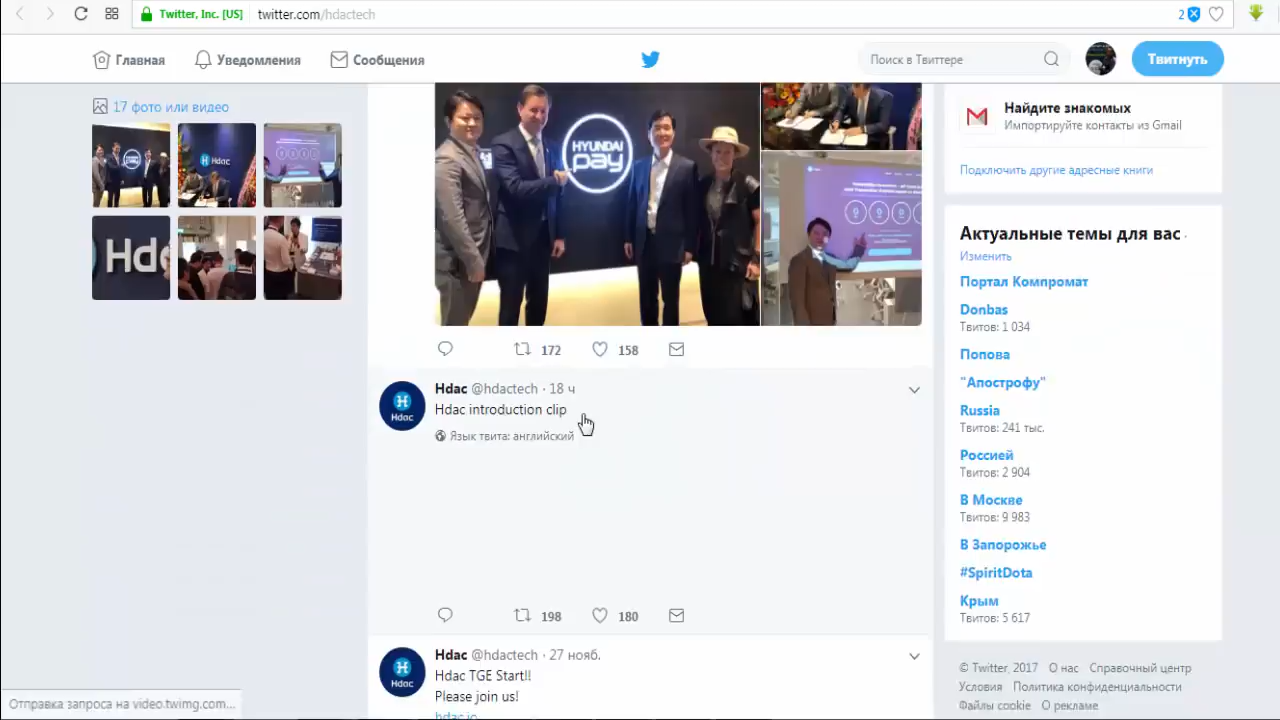 Twitter, Inc. [US]
twitter.com/hdactech
2
Главная
Уведомления
Сообщения
Поиск в Твиттере
Твитнуть
17 фото или видео
Hdac
Hdc
HYUNDAI
pay
172
158
Hdac @hdactech · 18 ч
Hdac introduction clip
Язык твита: английский
Hdac
198
180
Hdac @hdactech · 27 нояб.
Hdac TGE Start!!
Please join us!
hdac.io
Hdac
Найдите знакомых
Импортируйте контакты из Gmail
Подключить другие адресные книги
Актуальные темы для вас ·
Изменить
Портал Компромат
Donbas
Твитов: 1 034
Попова
"Апострофу"
Russia
Твитов: 241 тыс.
Россией
Твитов: 2 904
В Москве
Твитов: 9 983
В Запорожье
#SpiritDota
Крым
Твитов: 5 617
© Twitter, 2017 О нас Справочный центр
Условия Политика конфиденциальности
Файлы cookie О рекламе
Отправка запроса на video.twimg.com...